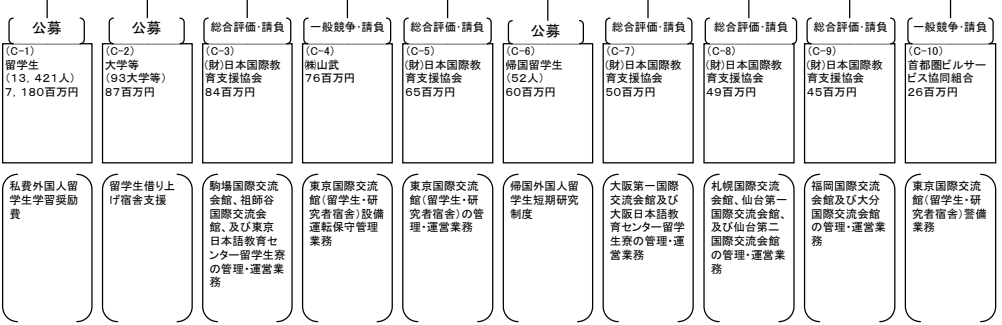 公募
(C-1)
留学生
(13,421人)
7,180百万円
私費外国人留
学生学習奨励
費
公募
(C-2)
大学等
(93大学等)
87百万円
留学生借り上
げ宿舎支援
総合評価・請負
(C-3)
(財)日本国際教
育支援協会
84百万円
駒場国際交流
会館、祖師谷
国際交流会
館、及び東京
日本語教育セ
ンター留学生寮
の管理・運営業
務
一般競争・請負
(C-4)
㈱山武
76百万円
東京国際交流
館(留学生・研
究者宿舎)設備
運転保守管理
業務
総合評価・請負
(C-5)
(財)日本国際教
育支援協会
65百万円
東京国際交流
館(留学生・研
究者宿舎)の管
理・運営業務
公募
(C-6)
帰国留学生
(52人)
60百万円
帰国外国人留
学生短期研究
制度
総合評価・請負
(C-7)
(財)日本国際教
育支援協会
50百万円
大阪第一国際
交流会館及び
大阪日本語教
育センター留学
生寮の管理・運
営業務
総合評価・請負
(C-8)
(財)日本国際教
育支援協会
49百万円
札幌国際交流
会館、仙台第一
国際交流会館、
及び仙台第二
国際交流会館
の管理・運営業
務
総合評価・請負
(C-9)
(財)日本国際教
育支援協会
45百万円
福岡国際交流
会館及び大分
国際交流会館
の管理・運営業
務
一般競争・請負
(C-10)
首都圏ビルサー
ビス協同組合
26百万円
東京国際交流
館(留学生・研
究者宿舎)警備
業務